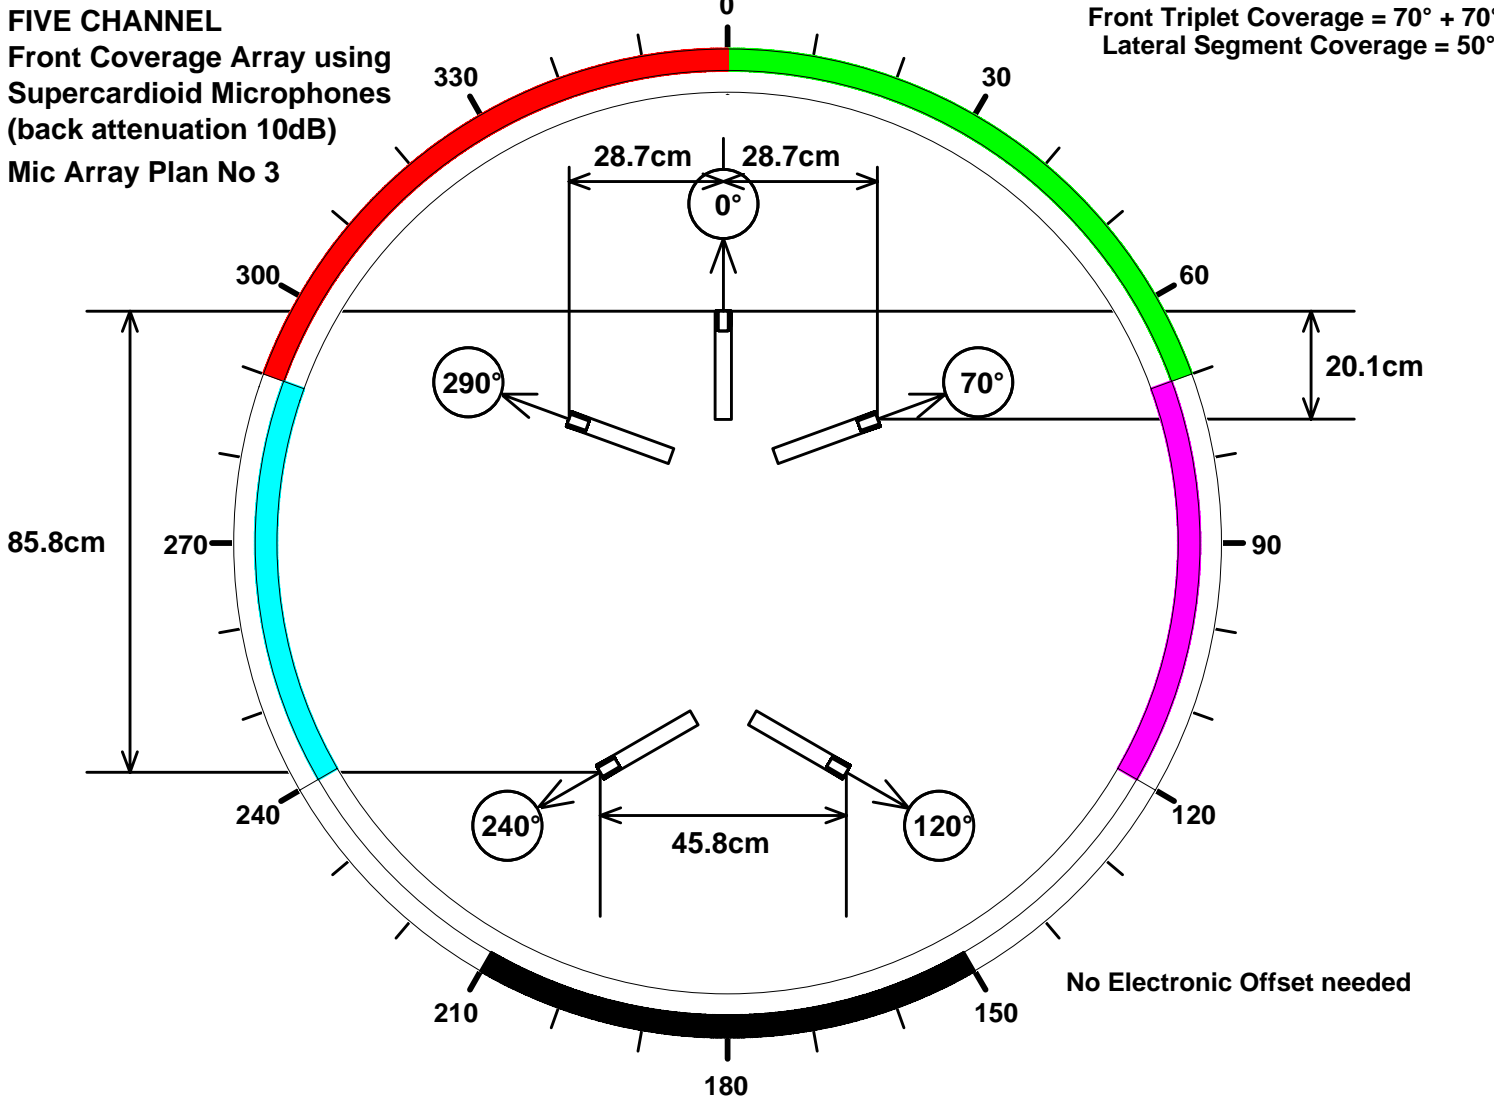 FIVE CHANNEL
Front Coverage Array using
Supercardioid Microphones
(back attenuation 10dB)
Mic Array Plan No 3
Front Triplet Coverage = 70° + 70°
Lateral Segment Coverage = 50°
0
330
30
28.7cm 28.7cm
0°
300
60
290°
70°
20.1cm
85.8cm
270
90
240
120
240°
120°
45.8cm
No Electronic Offset needed
210
150
180